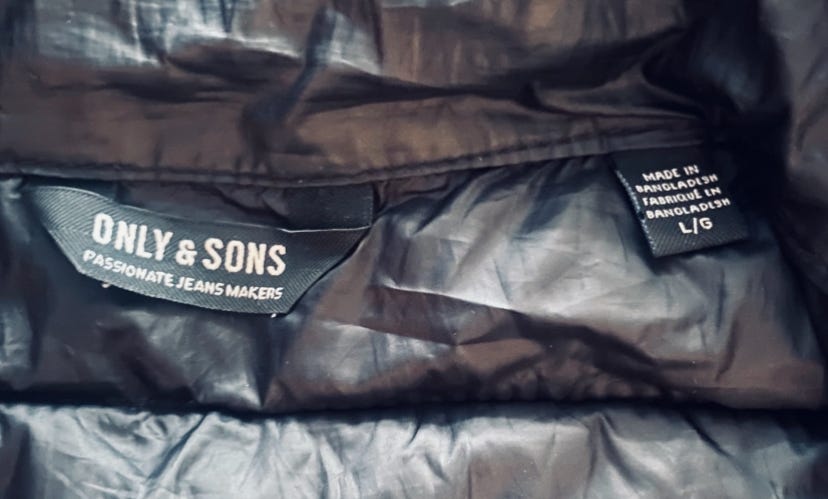 ONLY & SONS
PASSIONATE JEANS MAKERS
MADE IN
BANGLADESH
FABRIQUÉ EN
BANGLADESH
L/G